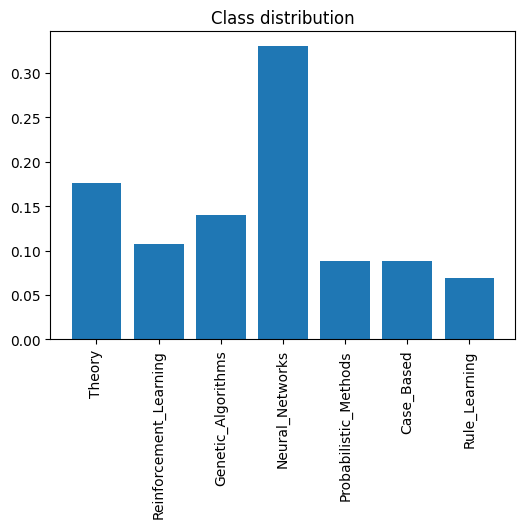 Class distribution
0.30
0.25
0.20
0.15
0.10
0.05
0.00
Theory
Reinforcement_Learning
Genetic_Algorithms
Neural_Networks
Probabilistic_Methods
Case_Based
Rule_Learning